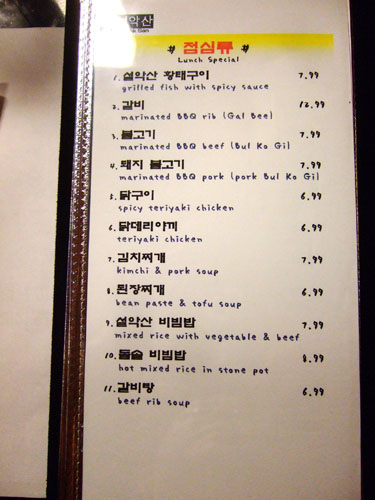 악산
San
# 점심류 #
Lunch Special
1. 설악산 황태구이 7.99
grilled fish with spicy sauce
2. 갈비 12.99
marinated BBQ rib (Gal Bee)
3. 불고기 7.99
marinated BBQ beef (Bul Ko Gi)
4. 돼지 불고기 7.99
marinated BBQ pork (pork Bul Ko Gi)
5. 닭구이 6.99
spicy teriyaki chicken
6. 닭데리야끼 6.99
teriyaki chicken
7. 김치찌개 7.99
kimchi & pork soup
8. 된장찌개 6.99
bean paste & tofu soup
9. 설악산 비빔밥 7.99
mixed rice with vegetable & beef
10. 돌솥 비빔밥 8.99
hot mixed rice in stone pot
11. 갈비탕 6.99
beef rib soup